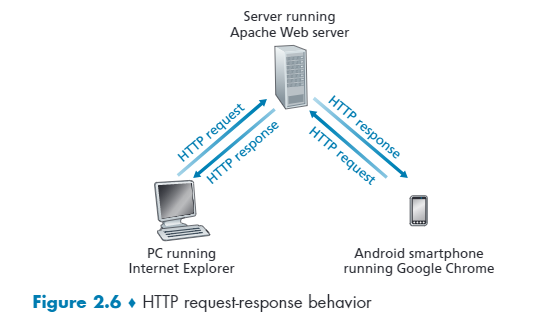 Server running
Apache Web server
HTTP request
HTTP response
HTTP response
HTTP request
PC running
Internet Explorer
Android smartphone
running Google Chrome
Figure 2.6 ♦ HTTP request-response behavior